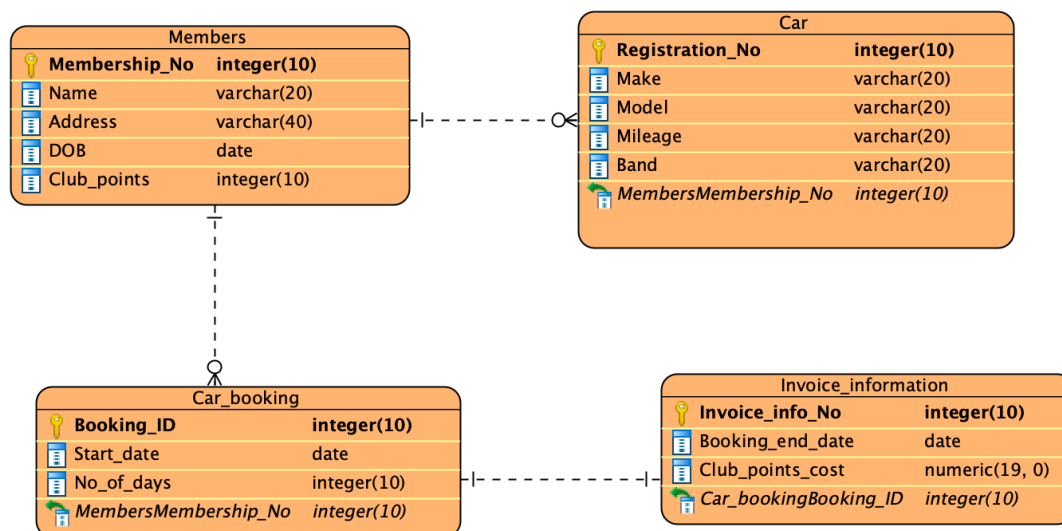 Members
Membership_No integer(10)
Name varchar(20)
Address varchar(40)
DOB date
Club_points integer(10)
Car
Registration_No integer(10)
Make varchar(20)
Model varchar(20)
Mileage varchar(20)
Band varchar(20)
MembersMembership_No integer(10)
Car_booking
Booking_ID integer(10)
Start_date date
No_of_days integer(10)
MembersMembership_No integer(10)
Invoice_information
Invoice_info_No integer(10)
Booking_end_date date
Club_points_cost numeric(19, 0)
Car_bookingBooking_ID integer(10)